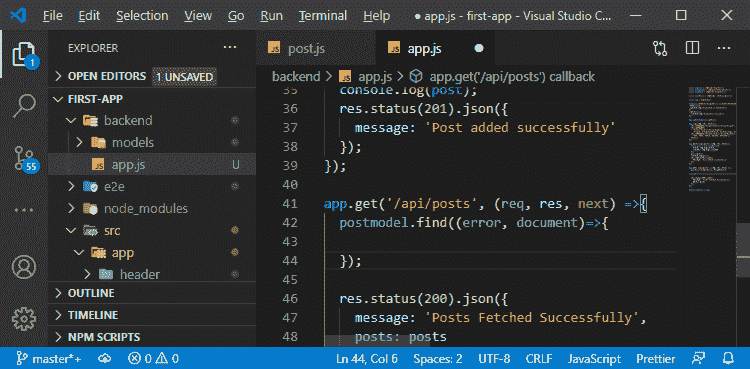 File Edit Selection View Go Run Terminal Help ● app.js - first-app - Visual Studio C...
EXPLORER
OPEN EDITORS 1 UNSAVED
FIRST-APP
backend
models
app.js U
e2e
node_modules
src
app
header
OUTLINE
TIMELINE
NPM SCRIPTS
1
55
JS post.js
JS app.js ●
backend > JS app.js > app.get('/api/posts') callback
35 console.log(post);
36 res.status(201).json({
37 message: 'Post added successfully'
38 });
39 });
40
41 app.get('/api/posts', (req, res, next) =>{
42 postmodel.find((error, document)=>{
43
44 });
45
46 res.status(200).json({
47 message: 'Posts Fetched Successfully',
48 posts: posts
master*+ 0 0 Ln 44, Col 6 Spaces: 2 UTF-8 CRLF JavaScript Prettier